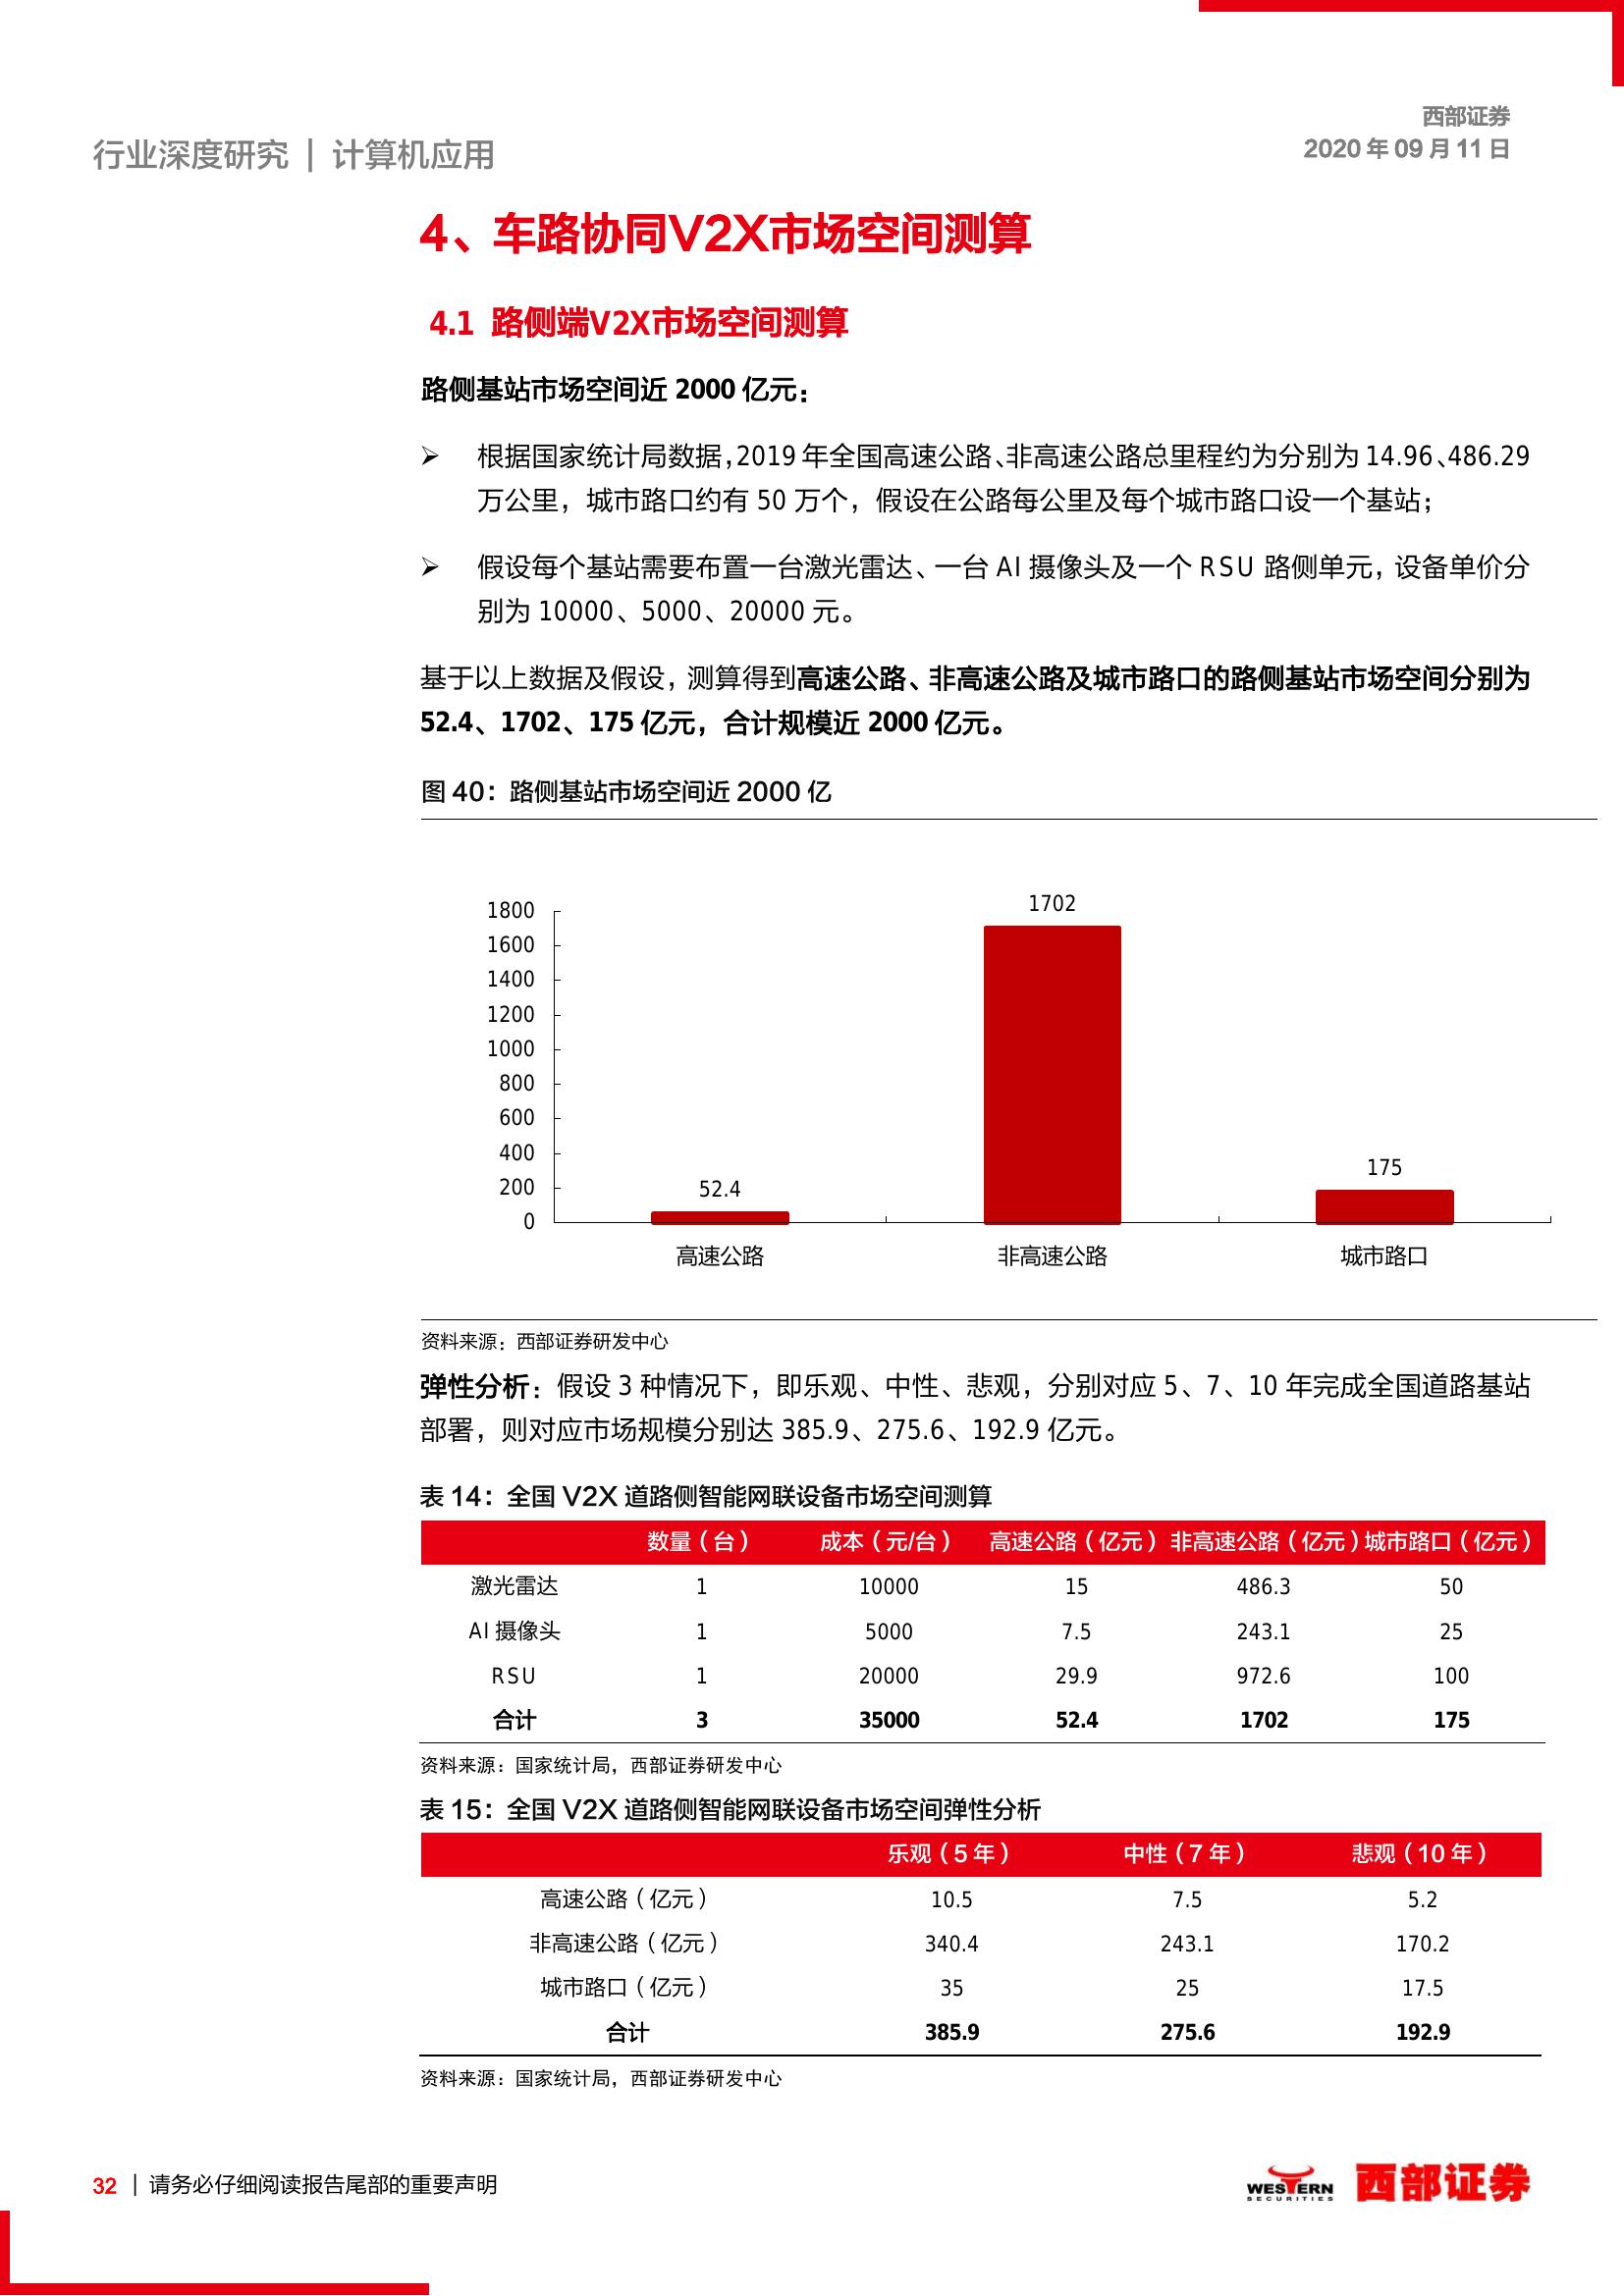 西部证券
2020 年 09 月 11 日
行业深度研究 | 计算机应用
4、车路协同V2X市场空间测算
4.1 路侧端V2X市场空间测算
路侧基站市场空间近 2000 亿元：
➢ 根据国家统计局数据，2019 年全国高速公路、非高速公路总里程约为分别为 14.96、486.29
万公里，城市路口约有 50 万个，假设在公路每公里及每个城市路口设一个基站；
➢ 假设每个基站需要布置一台激光雷达、一台 AI 摄像头及一个 RSU 路侧单元，设备单价分
别为 10000、5000、20000 元。
基于以上数据及假设，测算得到高速公路、非高速公路及城市路口的路侧基站市场空间分别为
52.4、1702、175 亿元，合计规模近 2000 亿元。
图 40：路侧基站市场空间近 2000 亿
1702
1800
1600
1400
1200
1000
800
600
400
200
0
52.4
175
高速公路 非高速公路 城市路口
资料来源：西部证券研发中心
弹性分析：假设 3 种情况下，即乐观、中性、悲观，分别对应 5、7、10 年完成全国道路基站
部署，则对应市场规模分别达 385.9、275.6、192.9 亿元。
表 14：全国 V2X 道路侧智能网联设备市场空间测算
数量（台） 成本（元/台） 高速公路（亿元） 非高速公路（亿元） 城市路口（亿元）
激光雷达 1 10000 15 486.3 50
AI 摄像头 1 5000 7.5 243.1 25
RSU 1 20000 29.9 972.6 100
合计 3 35000 52.4 1702 175
资料来源：国家统计局，西部证券研发中心
表 15：全国 V2X 道路侧智能网联设备市场空间弹性分析
乐观（5 年） 中性（7 年） 悲观（10 年）
高速公路（亿元） 10.5 7.5 5.2
非高速公路（亿元） 340.4 243.1 170.2
城市路口（亿元） 35 25 17.5
合计 385.9 275.6 192.9
资料来源：国家统计局，西部证券研发中心
32 | 请务必仔细阅读报告尾部的重要声明
WESTERN
SECURITIES
西部证券